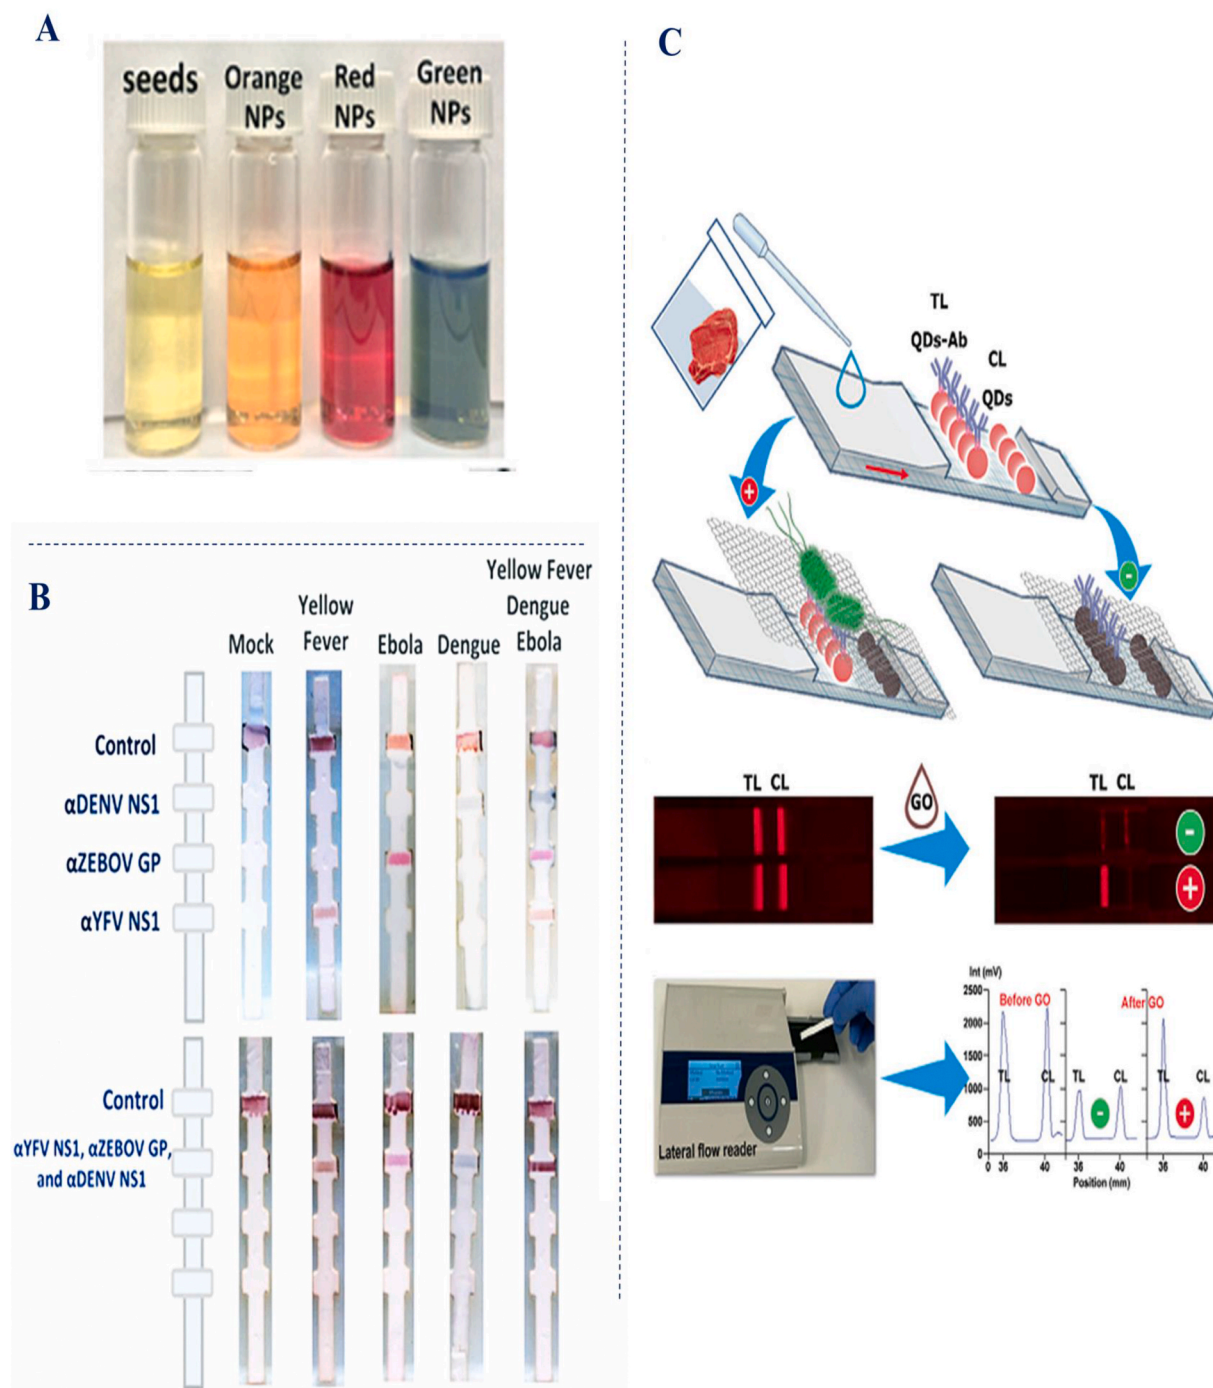 A
seeds
Orange
NPs
Red
NPs
Green
NPs
B
Mock
Yellow
Fever
Ebola
Dengue
Yellow Fever
Dengue
Ebola
Control
αDENV NS1
αZEBOV GP
αYFV NS1
Control
αYFV NS1, αZEBOV GP,
and αDENV NS1
C
TL
QDs-Ab
CL
QDs
+
-
TL CL
GO
TL CL
-
+
Lateral flow reader
Int (mV)
2500
2000
1500
1000
500
0
Before GO
After GO
TL CL
TL CL
TL CL
-
+
36 40 36 40 36 40
Position (mm)